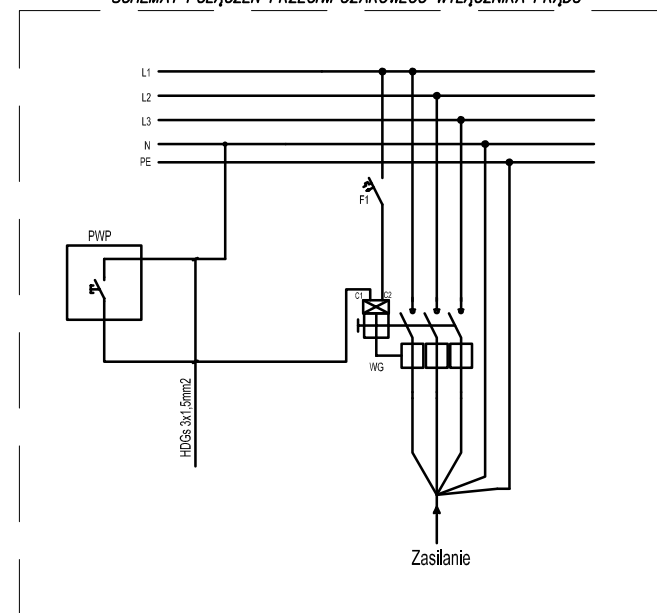 SCHEMAT POŁĄCZEŃ PRZECIWPOŻAROWEGO WYŁĄCZNIKA PRĄDU
L1
L2
L3
N
PE
F1
PWP
C1
C2
WG
HDGs 3x1,5mm2
Zasilanie